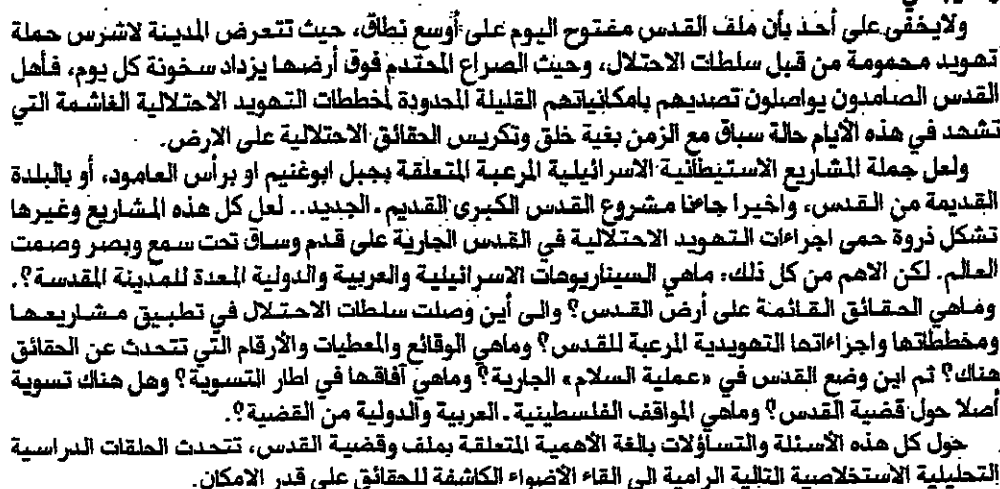 ولايخفى على أحد بأن ملف القدس مفتوح اليوم على أوسع نطاق، حيث تتعرض المدينة لاشرس حملة
تهويد محمومة من قبل سلطات الاحتلال، وحيث الصراع المحتدم فوق أرضها يزداد سخونة كل يوم، فأهل
القدس الصامدون يواصلون تصديهم بامكانياتهم القليلة المحدودة لمخططات التهويد الاحتلالية الغاشمة التي
تشهد في هذه الأيام حالة سباق مع الزمن بغية خلق وتكريس الحقائق الاحتلالية على الارض.
ولعل جملة المشاريع الاستيطانية الاسرائيلية المرعبة المتعلقة بجبل ابوغنيم او برأس العامود، أو بالبلدة
القديمة من القدس، واخيرا جاءنا مشروع القدس الكبرى القديم ـ الجديد.. لعل كل هذه المشاريع وغيرها
تشكل ذروة حمى اجراءات التهويد الاحتلالية في القدس الجارية على قدم وساق تحت سمع وبصر وصمت
العالم. لكن الاهم من كل ذلك: ماهي السيناريوهات الاسرائيلية والعربية والدولية المعدة للمدينة المقدسة؟.
وماهي الحقائق القائمة على أرض القدس؟ والى أين وصلت سلطات الاحتلال في تطبيق مشاريعها
ومخططاتها واجراءاتها التهويدية المرعبة للقدس؟ وماهي الوقائع والمعطيات والأرقام التي تتحدث عن الحقائق
هناك؟ ثم اين وضع القدس في «عملية السلام» الجارية؟ وماهي آفاقها في اطار التسوية؟ وهل هناك تسوية
أصلا حول قضية القدس؟ وماهي المواقف الفلسطينية ـ العربية والدولية من القضية؟.
حول كل هذه الأسئلة والتساؤلات بالغة الأهمية المتعلقة بملف وقضية القدس، تتحدث الحلقات الدراسية
التحليلية الاستخلاصية التالية الرامية الى القاء الأضواء الكاشفة للحقائق على قدر الامكان.